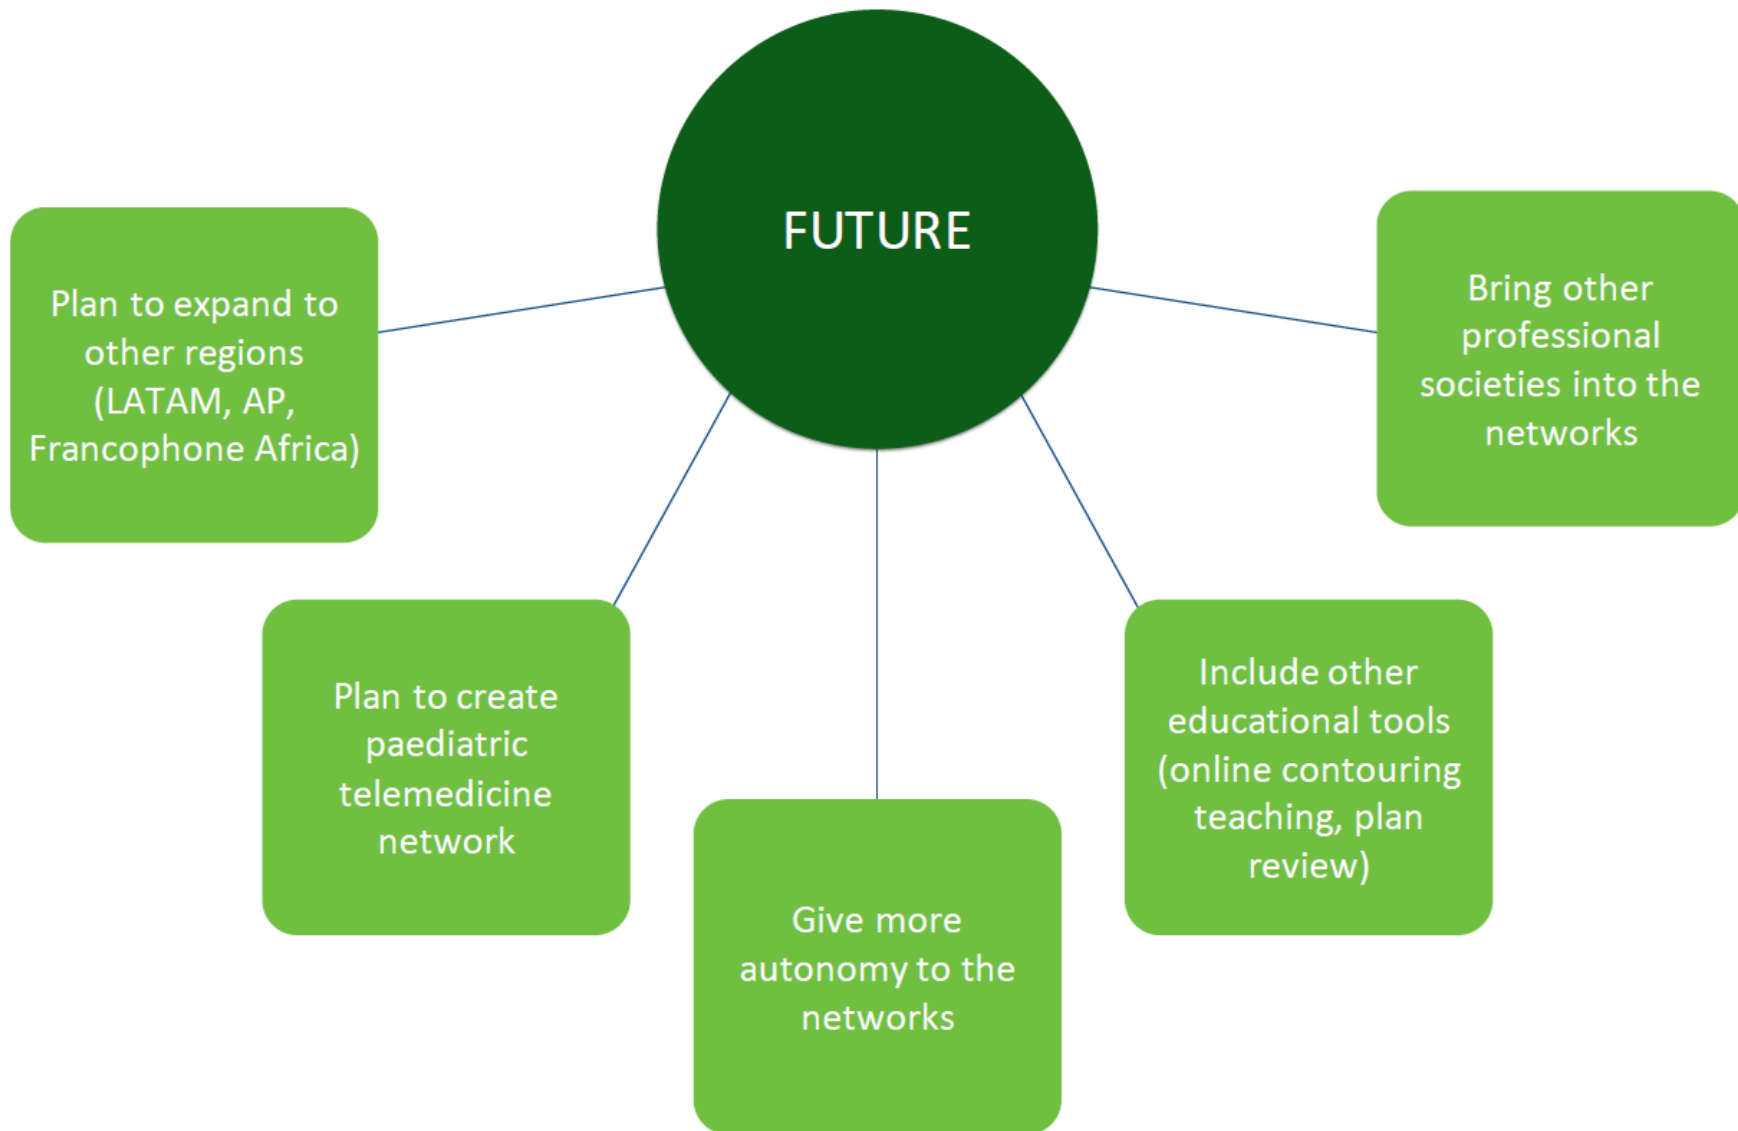 FUTURE
Plan to expand to
other regions
(LATAM, AP,
Francophone Africa)
Plan to create
paediatric
telemedicine
network
Give more
autonomy to the
networks
Include other
educational tools
(online contouring
teaching, plan
review)
Bring other
professional
societies into the
networks